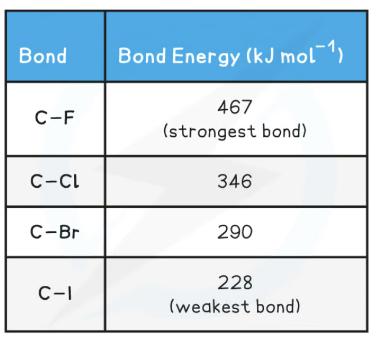 Bond Bond Energy (kJ mol⁻¹)
C–F 467
(strongest bond)
C–Cl 346
C–Br 290
C–I 228
(weakest bond)